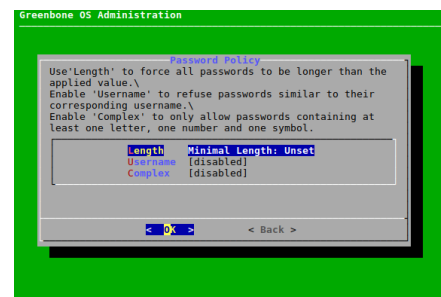 Greenbone OS Administration
Password Policy
Use'Length' to force all passwords to be longer than the
applied value.\
Enable 'Username' to refuse passwords similar to their
corresponding username.\
Enable 'Complex' to only allow passwords containing at
least one letter, one number and one symbol.
Length Minimal Length: Unset
Username [disabled]
Complex [disabled]
< OK > < Back >